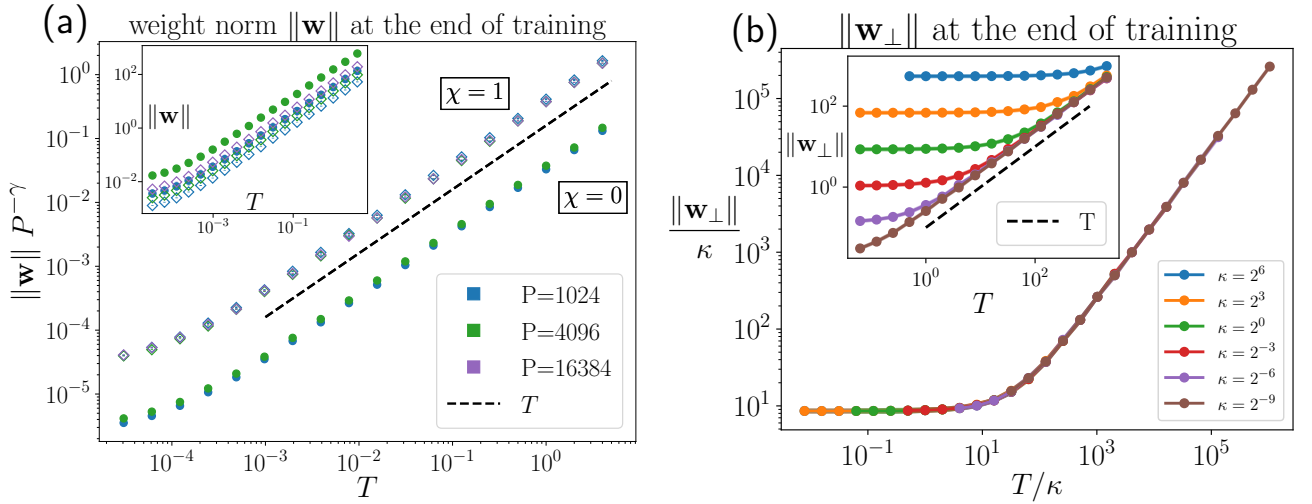 (a) weight norm ‖𝐰‖ at the end of training
‖𝐰‖ P^{−γ}
10^0
10^{−1}
10^{−2}
10^{−3}
10^{−4}
10^{−5}
10^{−4} 10^{−3} 10^{−2} 10^{−1} 10^0
T
‖𝐰‖
10^2
10^0
10^{−2}
10^{−3} 10^{−1}
T
χ = 1
χ = 0
P=1024
P=4096
P=16384
T
(b) ‖𝐰_⊥‖ at the end of training
‖𝐰_⊥‖
κ
10^5
10^4
10^3
10^2
10^1
10^{−1} 10^1 10^3 10^5
T/κ
‖𝐰_⊥‖
10^2
10^0
10^0 10^2
T
T
κ = 2^6
κ = 2^3
κ = 2^0
κ = 2^{−3}
κ = 2^{−6}
κ = 2^{−9}